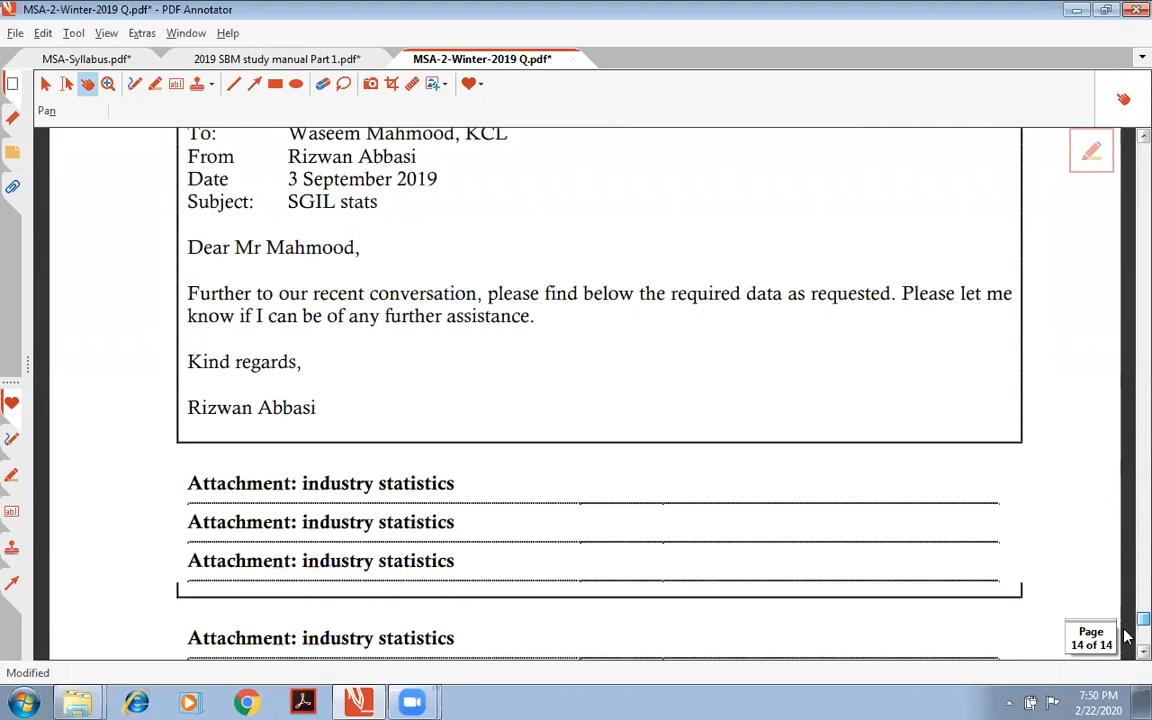 MSA-2-Winter-2019 Q.pdf* - PDF Annotator
File Edit Tool View Extras Window Help
MSA-Syllabus.pdf* 2019 SBM study manual Part 1.pdf* MSA-2-Winter-2019 Q.pdf*
Pan
To: Waseem Mahmood, KCL
From Rizwan Abbasi
Date 3 September 2019
Subject: SGIL stats
Dear Mr Mahmood,
Further to our recent conversation, please find below the required data as requested. Please let me
know if I can be of any further assistance.
Kind regards,
Rizwan Abbasi
Attachment: industry statistics
Attachment: industry statistics
Attachment: industry statistics
Attachment: industry statistics
Page
14 of 14
Modified
7:50 PM
2/22/2020